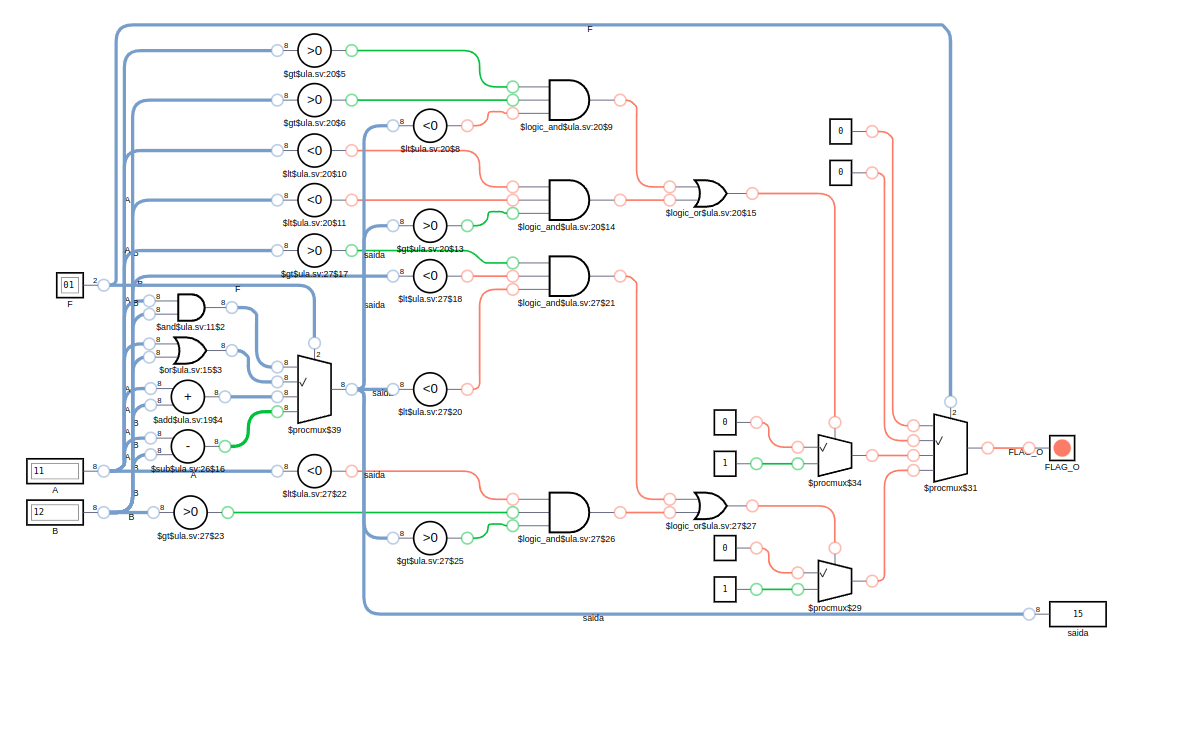 F
8
>0
8
$gt$ula.sv:20$5
8
>0
$gt$ula.sv:20$6
$logic_and$ula.sv:20$9
8
<0
$lt$ula.sv:20$8
0
8
<0
$lt$ula.sv:20$10
0
A
8
<0
$lt$ula.sv:20$11
$logic_or$ula.sv:20$15
8
>0
$gt$ula.sv:20$13
$logic_and$ula.sv:20$14
A
B
8
>0
$gt$ula.sv:27$17
saida
01
F
2
F
F
8
<0
$lt$ula.sv:27$18
$logic_and$ula.sv:27$21
saida
A
B
8
8
8
$and$ula.sv:11$2
8
8
8
$or$ula.sv:15$3
2
8
8
8
8
8
$procmux$39
saida
8
<0
$lt$ula.sv:27$20
A
A
8
8
+
8
$add$ula.sv:19$4
B
A
B
8
8
-
8
$sub$ula.sv:26$16
A
B
A
0
1
$procmux$34
2
$procmux$31
FLAG_O
FLAG_O
11
A
8
8
<0
$lt$ula.sv:27$22
saida
B
12
B
8
B
8
>0
$gt$ula.sv:27$23
8
>0
$gt$ula.sv:27$25
$logic_and$ula.sv:27$26
$logic_or$ula.sv:27$27
0
1
$procmux$29
saida
8
15
saida